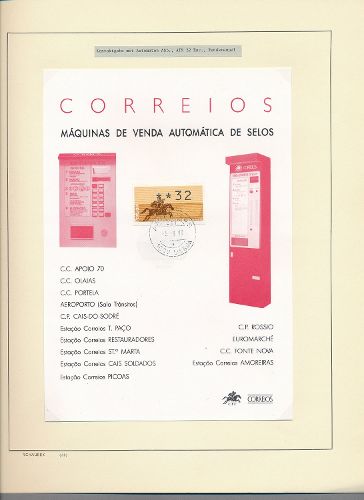 CORREIOS
MÁQUINAS DE VENDA AUTOMÁTICA DE SELOS
32
C.C. APOIO 70
C.C. OLAIAS
C.C. PORTELA
AEROPORTO (Sala Trânsitos)
C.P. CAIS-DO-SODRÉ
Estação Correios T. PAÇO
Estação Correios RESTAURADORES
Estação Correios ST.ª MARTA
Estação Correios CAIS SOLDADOS
Estação Correios PICOAS
C.P. ROSSIO
EUROMARCHÉ
C.C. FONTE NOVA
Estação Correios AMOREIRAS
CORREIOS